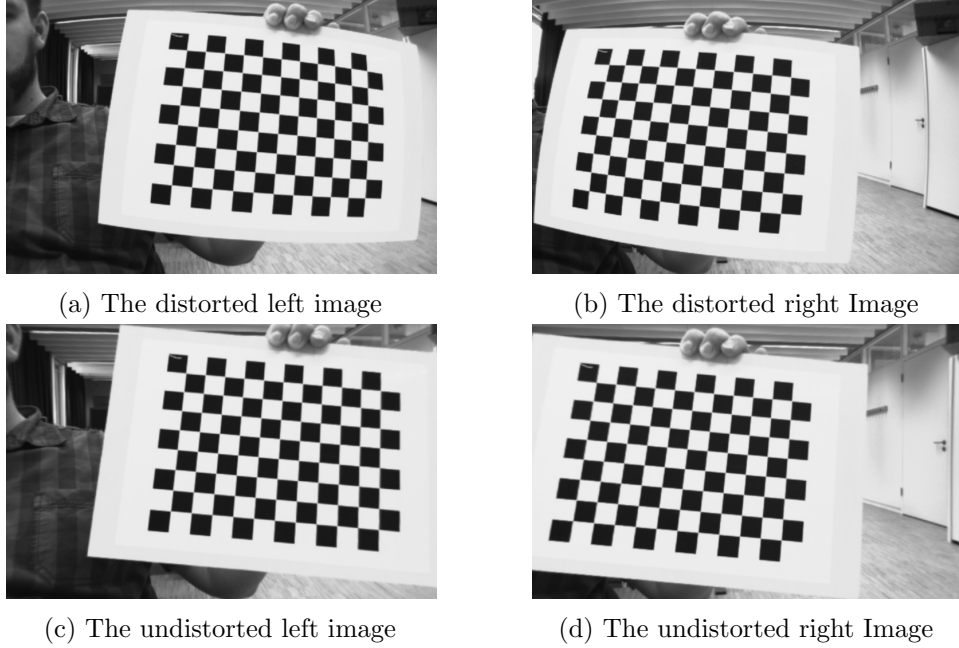 (a) The distorted left image
(b) The distorted right Image
(c) The undistorted left image
(d) The undistorted right Image